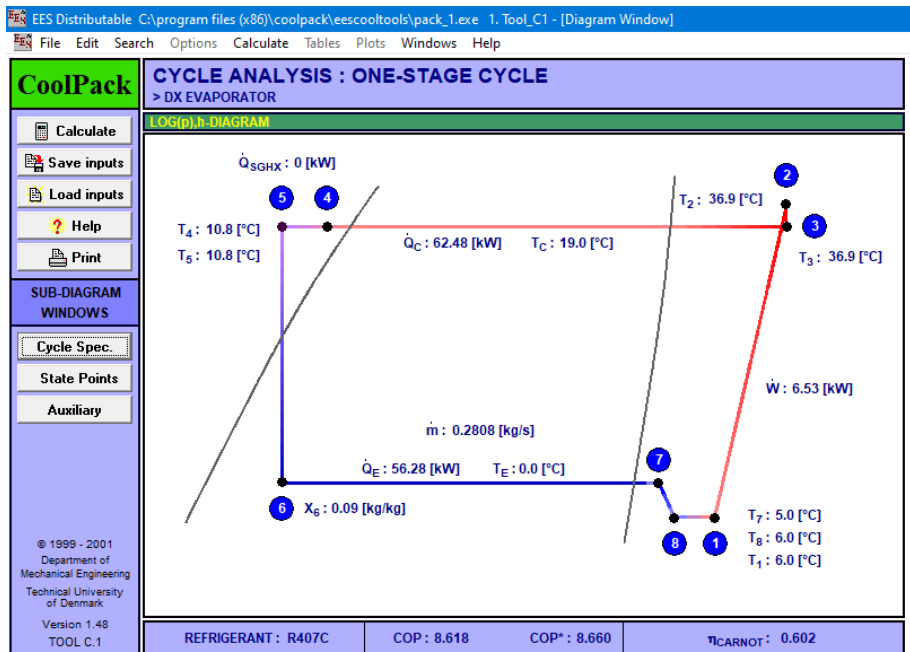 EES Distributable C:\program files (x86)\coolpack\eescooltools\pack_1.exe 1. Tool_C1 - [Diagram Window]
File Edit Search Options Calculate Tables Plots Windows Help
CoolPack
CYCLE ANALYSIS : ONE-STAGE CYCLE
> DX EVAPORATOR
LOG(p),h-DIAGRAM
Calculate
Save inputs
Load inputs
? Help
Print
SUB-DIAGRAM
WINDOWS
Cycle Spec.
State Points
Auxiliary
© 1999 - 2001
Department of
Mechanical Engineering
Technical University
of Denmark
Version 1.48
TOOL C.1
Q̇SGHX : 0 [kW]
5 4
2
T2 : 36.9 [°C]
3
T4 : 10.8 [°C]
T5 : 10.8 [°C]
Q̇C : 62.48 [kW] TC : 19.0 [°C]
T3 : 36.9 [°C]
Ẇ : 6.53 [kW]
ṁ : 0.2808 [kg/s]
7
Q̇E : 56.28 [kW] TE : 0.0 [°C]
6 X6 : 0.09 [kg/kg]
8 1
T7 : 5.0 [°C]
T8 : 6.0 [°C]
T1 : 6.0 [°C]
REFRIGERANT : R407C COP : 8.618 COP* : 8.660 ηCARNOT : 0.602